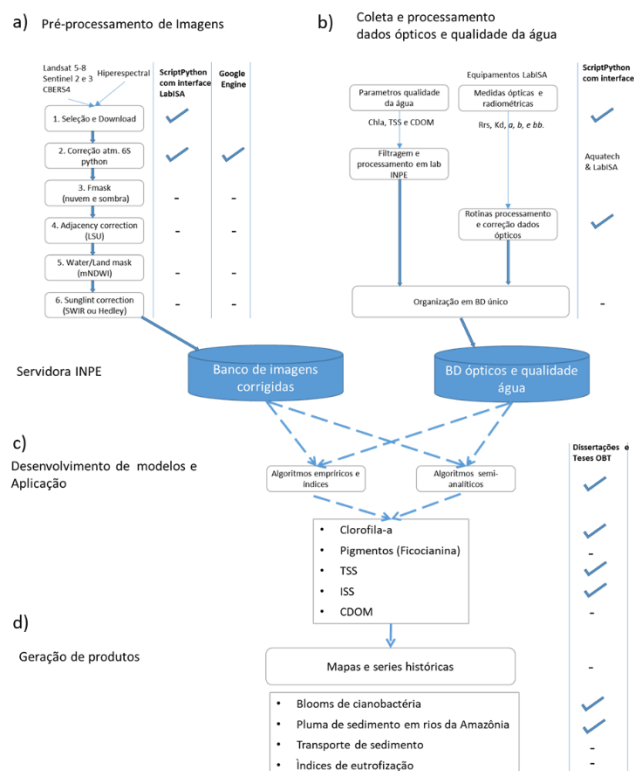 a) Pré-processamento de Imagens
Landsat 5-8
Sentinel 2 e 3
CBERS4
Hiperespectral
ScriptPython
com interface
LabISA
Google
Engine
1. Seleção e Download
2. Correção atm. 6S
python
3. Fmask
(nuvem e sombra)
-
-
4. Adjacency correction
(LSU)
-
-
5. Water/Land mask
(mNDWI)
-
-
6. Sunglint correction
(SWIR ou Hedley)
-
-
b) Coleta e processamento
dados ópticos e qualidade da água
Equipamentos LabISA
ScriptPython
com interface
Parametros qualidade
da água
Medidas ópticas e
radiométricas
Chla, TSS e CDOM
Rrs, Kd, a, b, e bb.
Filtragem e
processamento em lab
INPE
Aquatech
& LabISA
Rotinas processamento
e correção dados
ópticos
Organização em BD único
-
Servidora INPE
Banco de imagens
corrigidas
BD ópticos e qualidade
água
c)
Desenvolvimento de modelos e
Aplicação
Dissertações e
Teses OBT
Algoritmos empríricos e
indices
Algoritmos semi-
analíticos
• Clorofila-a
• Pigmentos (Ficocianina)
-
• TSS
• ISS
• CDOM
-
d)
Geração de produtos
Mapas e series históricas
-
• Blooms de cianobactéria
• Pluma de sedimento em rios da Amazônia
• Transporte de sedimento
-
• Ìndices de eutrofização
-